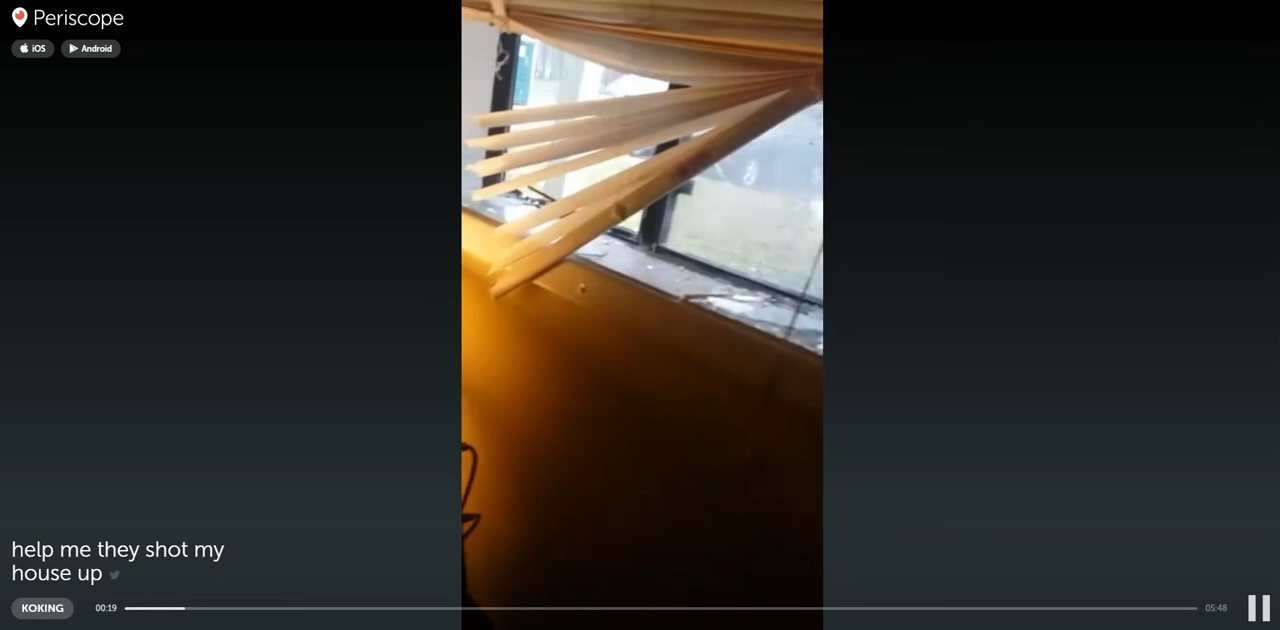 Periscope
iOS
Android
help me they shot my
house up
KOKING
00:19
05:48